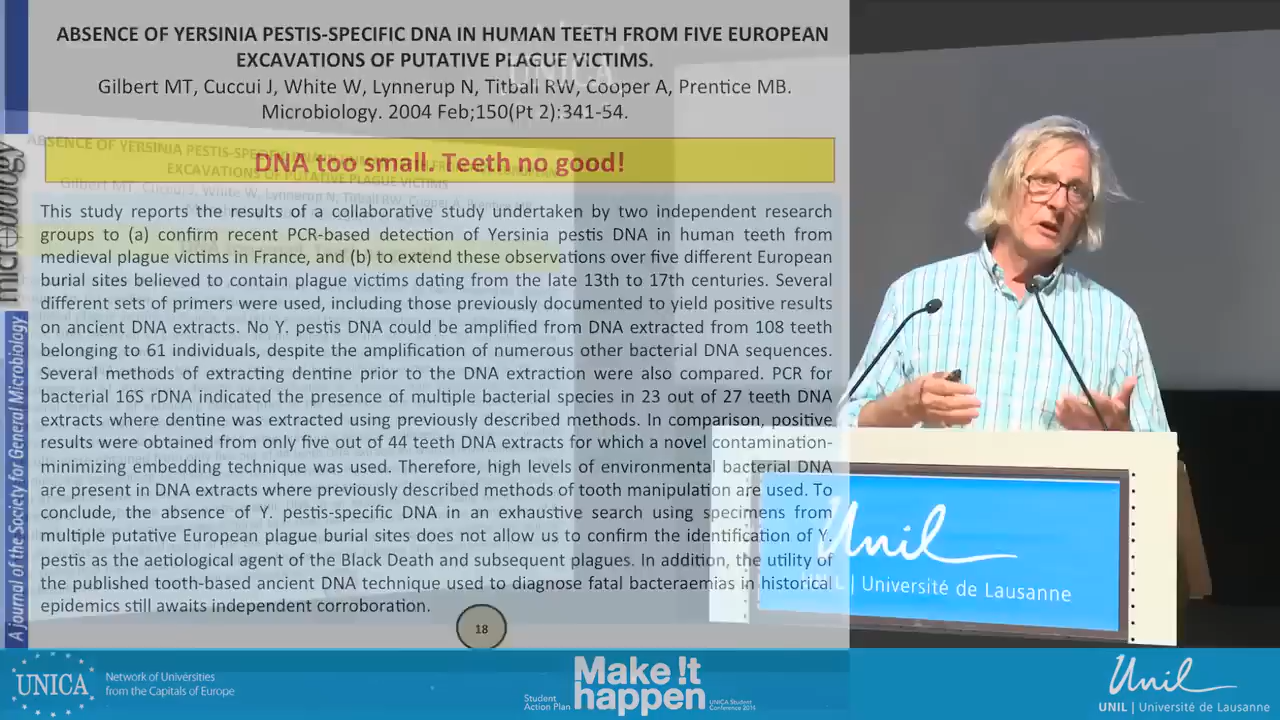 ABSENCE OF YERSINIA PESTIS-SPECIFIC DNA IN HUMAN TEETH FROM FIVE EUROPEAN
EXCAVATIONS OF PUTATIVE PLAGUE VICTIMS.
Gilbert MT, Cuccui J, White W, Lynnerup N, Titball RW, Cooper A, Prentice MB.
Microbiology. 2004 Feb;150(Pt 2):341-54.
DNA too small. Teeth no good!
This study reports the results of a collaborative study undertaken by two independent research
groups to (a) confirm recent PCR-based detection of Yersinia pestis DNA in human teeth from
medieval plague victims in France, and (b) to extend these observations over five different European
burial sites believed to contain plague victims dating from the late 13th to 17th centuries. Several
different sets of primers were used, including those previously documented to yield positive results
on ancient DNA extracts. No Y. pestis DNA could be amplified from DNA extracted from 108 teeth
belonging to 61 individuals, despite the amplification of numerous other bacterial DNA sequences.
Several methods of extracting dentine prior to the DNA extraction were also compared. PCR for
bacterial 16S rDNA indicated the presence of multiple bacterial species in 23 out of 27 teeth DNA
extracts where dentine was extracted using previously described methods. In comparison, positive
results were obtained from only five out of 44 teeth DNA extracts for which a novel contamination-
minimizing embedding technique was used. Therefore, high levels of environmental bacterial DNA
are present in DNA extracts where previously described methods of tooth manipulation are used. To
conclude, the absence of Y. pestis-specific DNA in an exhaustive search using specimens from
multiple putative European plague burial sites does not allow us to confirm the identification of Y.
pestis as the aetiological agent of the Black Death and subsequent plagues. In addition, the utility of
the published tooth-based ancient DNA technique used to diagnose fatal bacteraemias in historical
epidemics still awaits independent corroboration.
18
microbiology
A journal of the Society for General Microbiology
UNICA
Unil
UNIL | Université de Lausanne
UNICA
Network of Universities
from the Capitals of Europe
Student
Action Plan
Make !t
happen
UNICA Student
Conference 2014
Unil
UNIL | Université de Lausanne